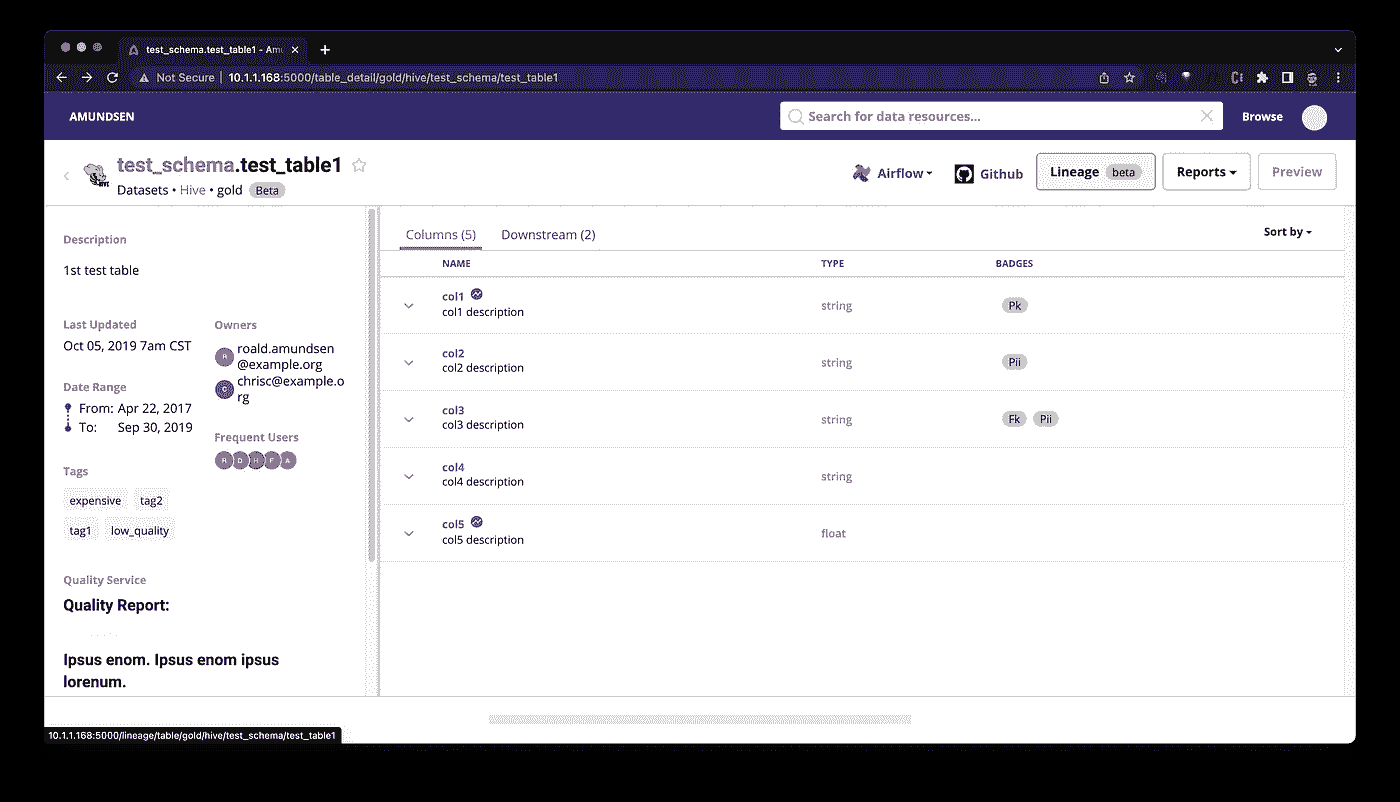 test_schema.test_table1 - Amu
Not Secure | 10.1.1.168:5000/table_detail/gold/hive/test_schema/test_table1
AMUNDSEN
Search for data resources...
Browse
test_schema.test_table1
Datasets • Hive • gold Beta
HIVE
Airflow
Github
Lineage beta
Reports
Preview
Description
1st test table
Last Updated
Oct 05, 2019 7am CST
Date Range
From: Apr 22, 2017
To: Sep 30, 2019
Owners
R roald.amundsen
@example.org
C chrisc@example.o
rg
Frequent Users
R D H F A
Tags
expensive tag2
tag1 low_quality
Quality Service
Quality Report:
Ipsus enom. Ipsus enom ipsus
lorenum.
Columns (5) Downstream (2)
Sort by
NAME TYPE BADGES
col1 string Pk
col1 description
col2 string Pii
col2 description
col3 string Fk Pii
col3 description
col4 string
col4 description
col5 float
col5 description
10.1.1.168:5000/lineage/table/gold/hive/test_schema/test_table1